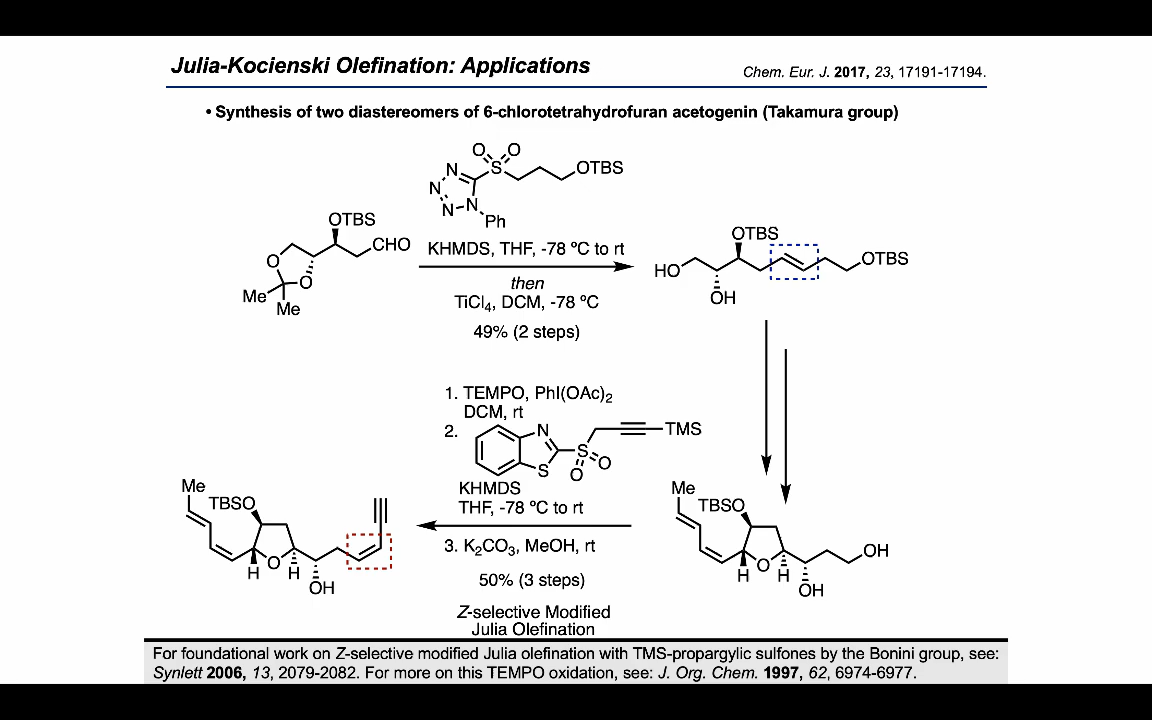 Julia-Kocienski Olefination: Applications
Chem. Eur. J. 2017, 23, 17191-17194.
• Synthesis of two diastereomers of 6-chlorotetrahydrofuran acetogenin (Takamura group)
O O
N S OTBS
N
N N
Ph
OTBS
CHO
O
O
Me
Me
KHMDS, THF, -78 ºC to rt
then
TiCl4, DCM, -78 ºC
49% (2 steps)
OTBS
HO
OTBS
OH
1. TEMPO, PhI(OAc)2
DCM, rt
2.
N
S
S
O O
TMS
KHMDS
THF, -78 ºC to rt
3. K2CO3, MeOH, rt
50% (3 steps)
Z-selective Modified
Julia Olefination
Me
TBSO
O
H H
OH
Me
TBSO
OH
O
H H
OH
For foundational work on Z-selective modified Julia olefination with TMS-propargylic sulfones by the Bonini group, see:
Synlett 2006, 13, 2079-2082. For more on this TEMPO oxidation, see: J. Org. Chem. 1997, 62, 6974-6977.